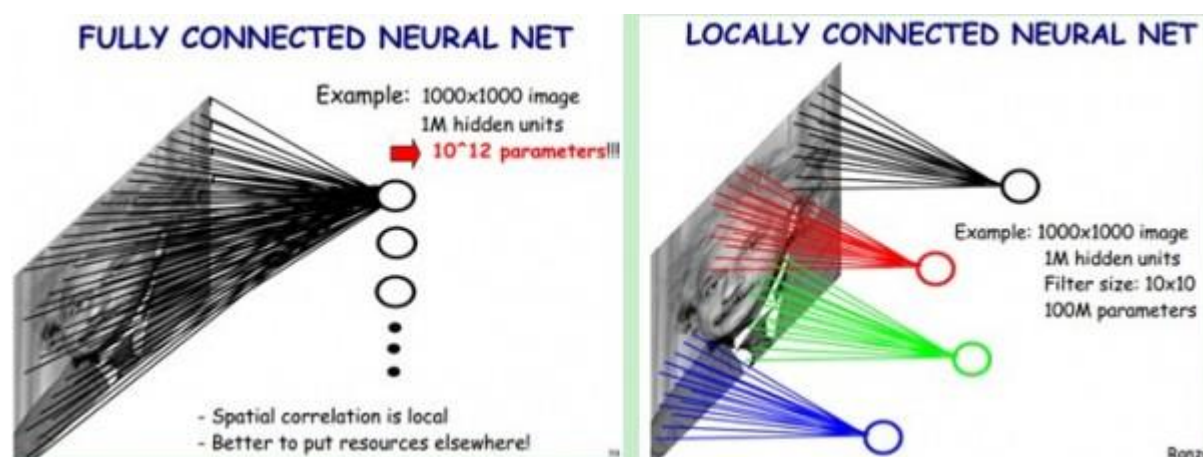 FULLY CONNECTED NEURAL NET
Example: 1000x1000 image
1M hidden units
10^12 parameters!!!
- Spatial correlation is local
- Better to put resources elsewhere!
LOCALLY CONNECTED NEURAL NET
Example: 1000x1000 image
1M hidden units
Filter size: 10x10
100M parameters